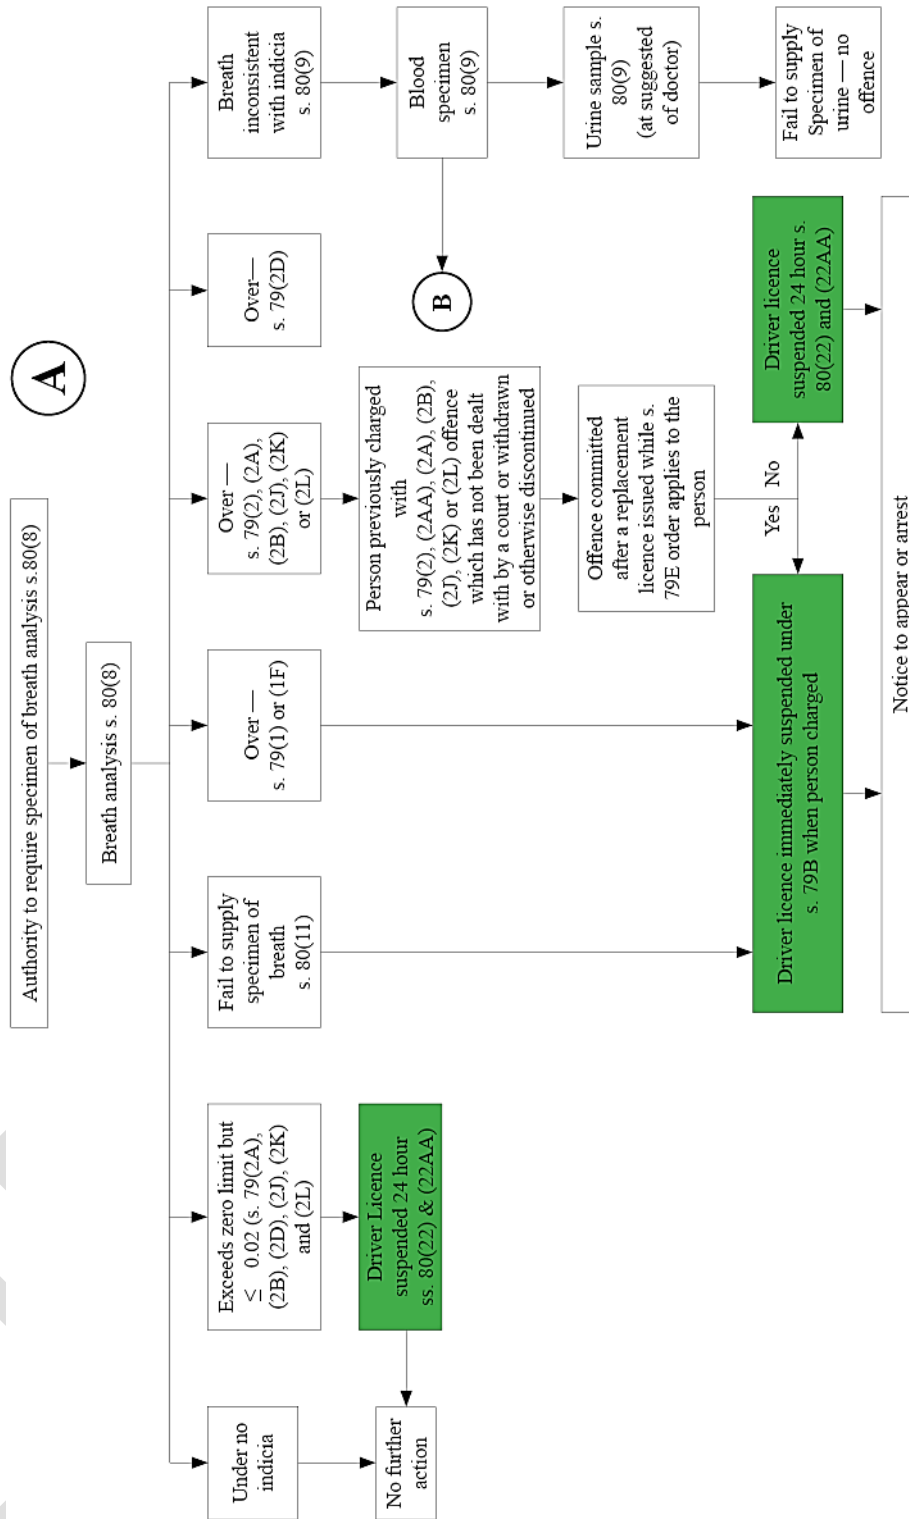 A
Authority to require specimen of breath analysis s.80(8)
Breath analysis s. 80(8)
Under no
indicia
Exceeds zero limit but
≤ 0.02 (s. 79(2A),
(2B), (2D), (2J), (2K)
and (2L)
Fail to supply
specimen of
breath
s. 80(11)
Over —
s. 79(1) or (1F)
Over —
s. 79(2), (2A),
(2B), (2J), (2K)
or (2L)
Over—
s. 79(2D)
Breath
inconsistent
with indicia
s. 80(9)
No further
action
Driver Licence
suspended 24 hour
ss. 80(22) & (22AA)
Person previously charged
with
s. 79(2), (2AA), (2A), (2B),
(2J), (2K) or (2L) offence
which has not been dealt
with by a court or withdrawn
or otherwise discontinued
B
Blood
specimen
s. 80(9)
Offence committed
after a replacement
licence issued while s.
79E order applies to the
person
Urine sample s.
80(9)
(at suggested
of doctor)
Yes No
Driver licence immediately suspended under
s. 79B when person charged
Driver licence
suspended 24 hour s.
80(22) and (22AA)
Fail to supply
Specimen of
urine — no
offence
Notice to appear or arrest